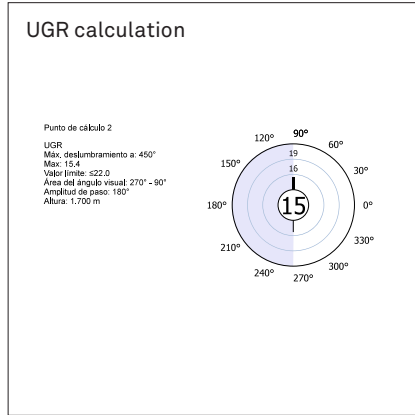 UGR calculation
Punto de cálculo 2
UGR
Máx, deslumbramiento a: 450°
Max: 15.4
Valor límite: ≤22.0
Área del ángulo visual: 270° - 90°
Amplitud de paso: 180°
Altura: 1.700 m
90°
120°
60°
19
150°
16
30°
180°
15
0°
210°
330°
240°
300°
270°